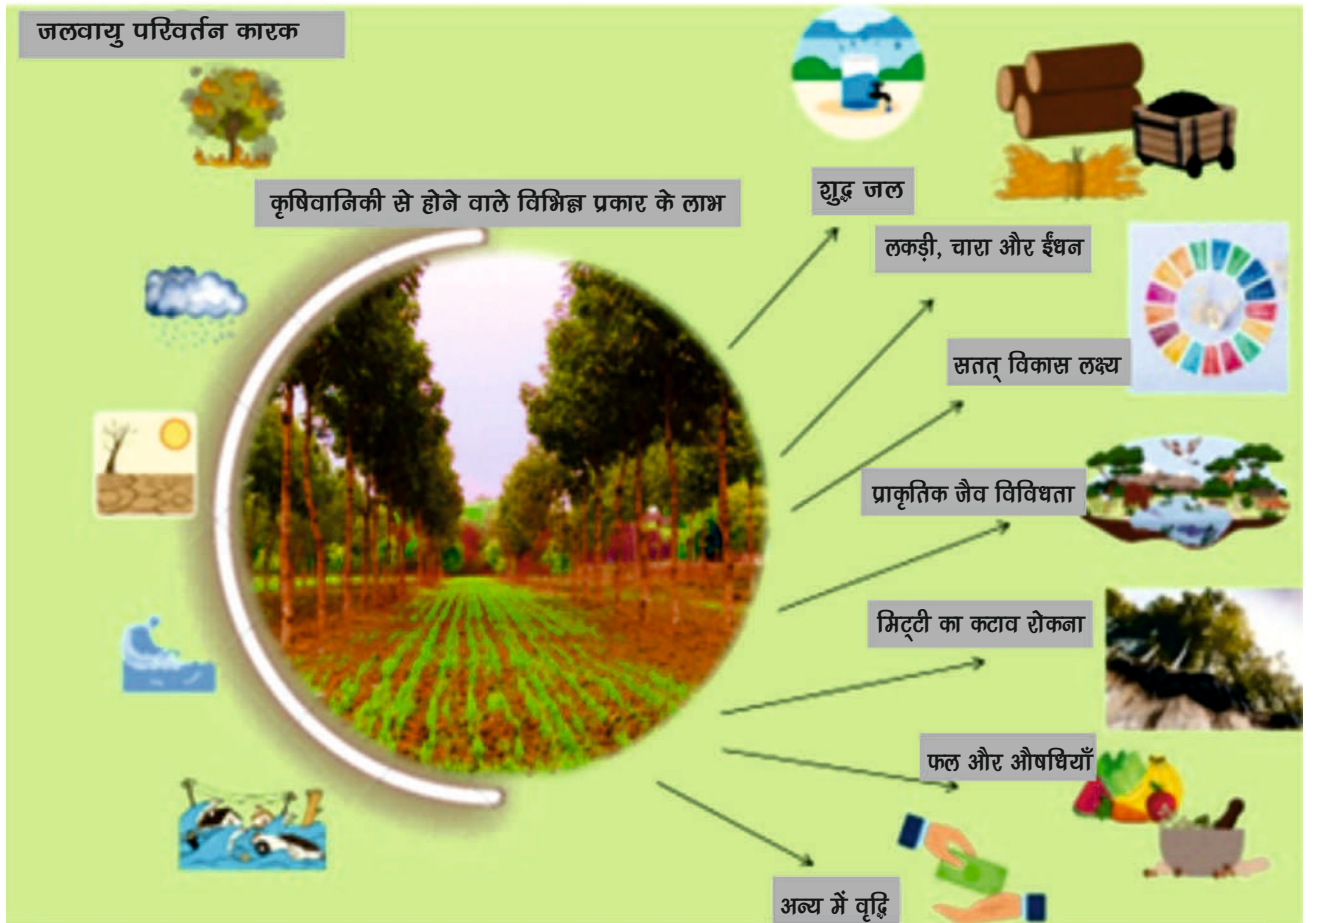 जलवायु परिवर्तन कारक
कृषिवानिकी से होने वाले विभिन्न प्रकार के लाभ
शुद्ध जल
लकड़ी, चारा और ईंधन
सतत् विकास लक्ष्य
प्राकृतिक जैव विविधता
मिट्टी का कटाव रोकना
फल और औषधियाँ
अन्य में वृद्धि